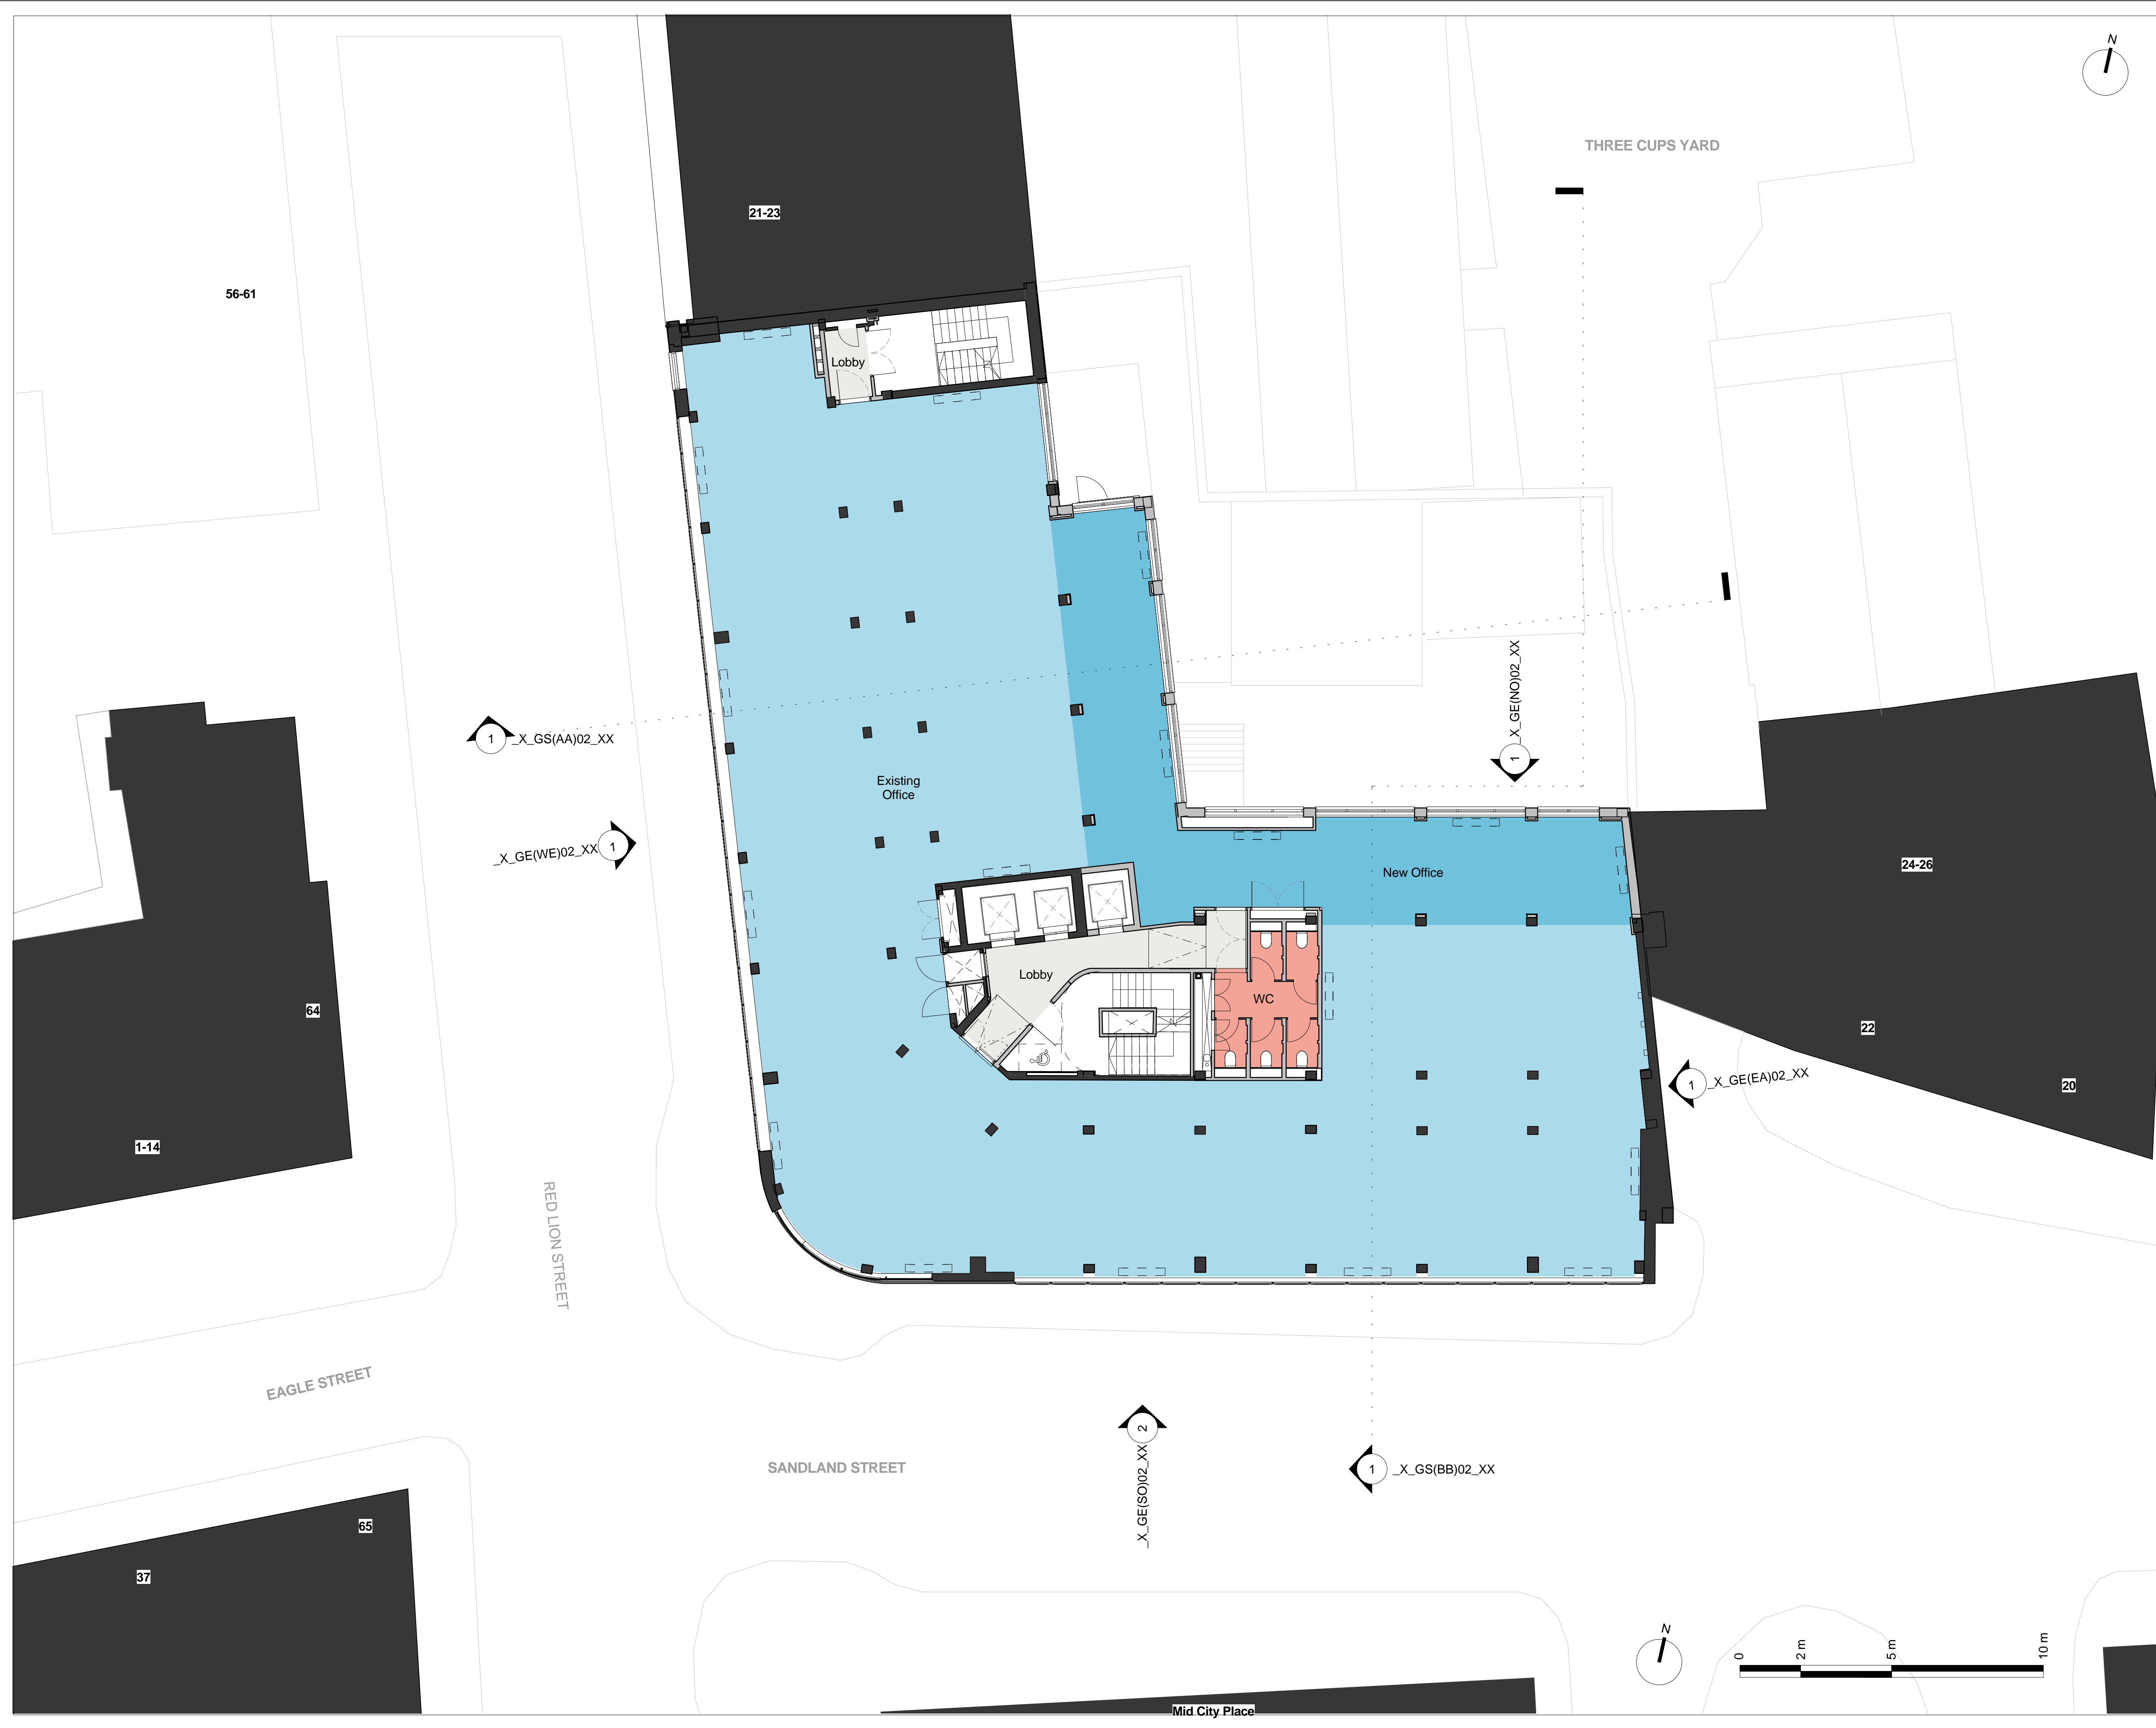 N
THREE CUPS YARD
21-23
56-61
Lobby
_X_GE(NO)02_XX
1
1
_X_GS(AA)02_XX
Existing
Office
_X_GE(WE)02_XX
1
New Office
24-26
Lobby
WC
64
22
1
_X_GE(EA)02_XX
20
1-14
RED LION STREET
EAGLE STREET
SANDLAND STREET
2
_X_GE(SO)02_XX
1
_X_GS(BB)02_XX
65
37
N
0
2 m
5 m
10 m
Mid City Place